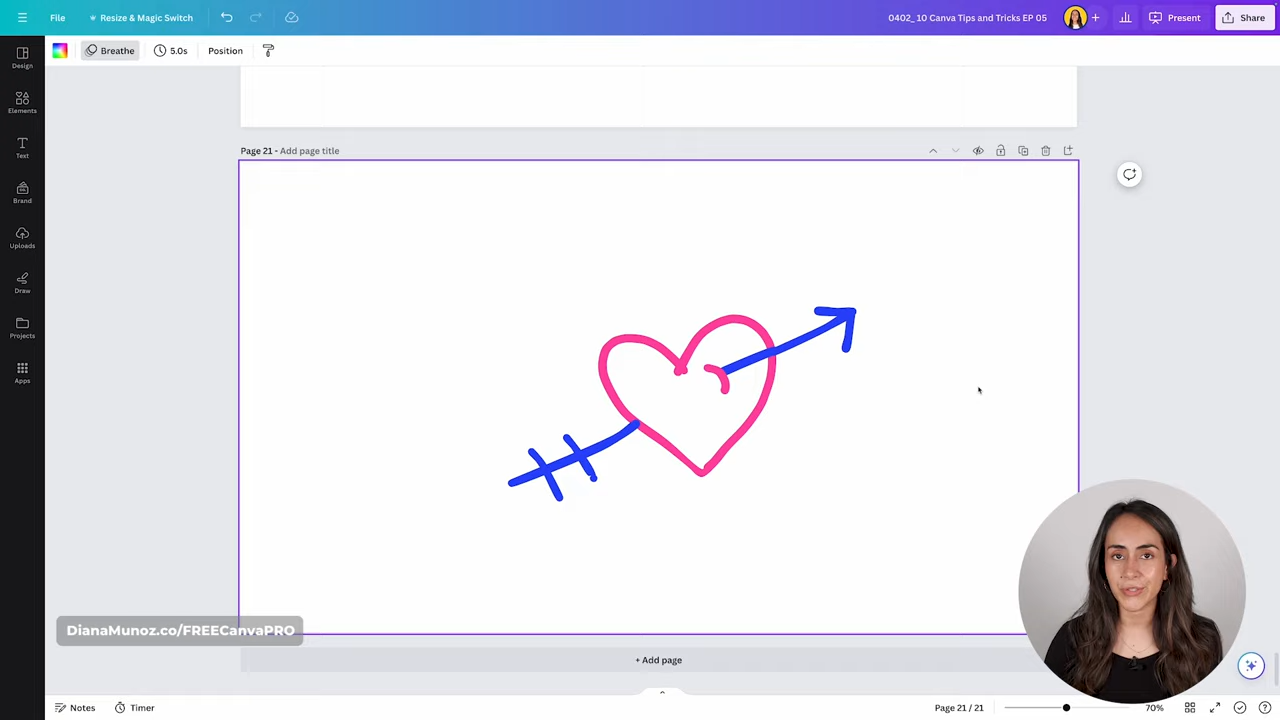 File
Resize & Magic Switch
0402_ 10 Canva Tips and Tricks EP 05
Present
Share
Breathe
5.0s
Position
Design
Elements
Text
Brand
Uploads
Draw
Projects
Apps
Page 21 - Add page title
DianaMunoz.co/FREECanvaPRO
+ Add page
Notes
Timer
Page 21 / 21
70%